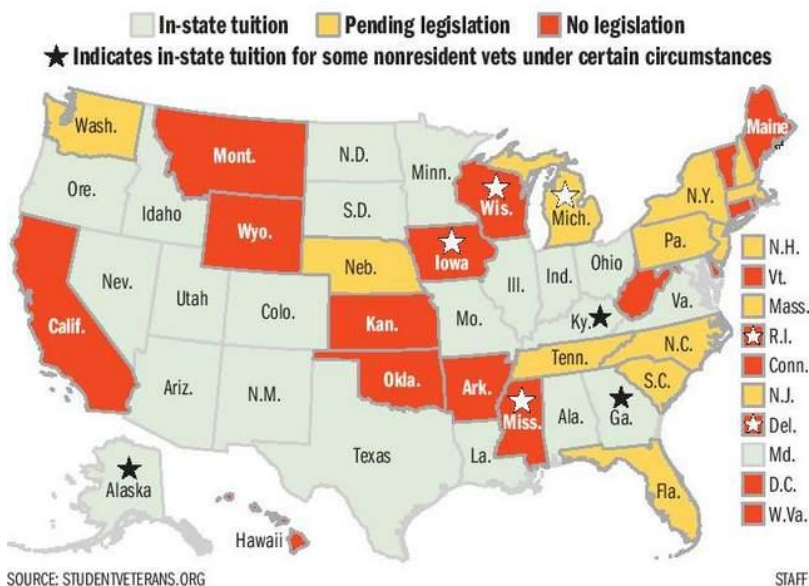 In-state tuition Pending legislation No legislation
Indicates in-state tuition for some nonresident vets under certain circumstances
Wash.
Mont.
N.D.
Minn.
Maine
Ore.
Idaho
S.D.
Wis.
Mich.
N.Y.
Wyo.
Iowa
Pa.
Neb.
Nev.
Utah
Colo.
Ill.
Ind.
Ohio
Calif.
Kan.
Mo.
Ky.
Va.
Ariz.
N.M.
Okla.
Ark.
Tenn.
N.C.
S.C.
Texas
La.
Miss.
Ala.
Ga.
Fla.
Alaska
Hawaii
N.H.
Vt.
Mass.
R.I.
Conn.
N.J.
Del.
Md.
D.C.
W.Va.
SOURCE: STUDENTVETERANS.ORG STAFF